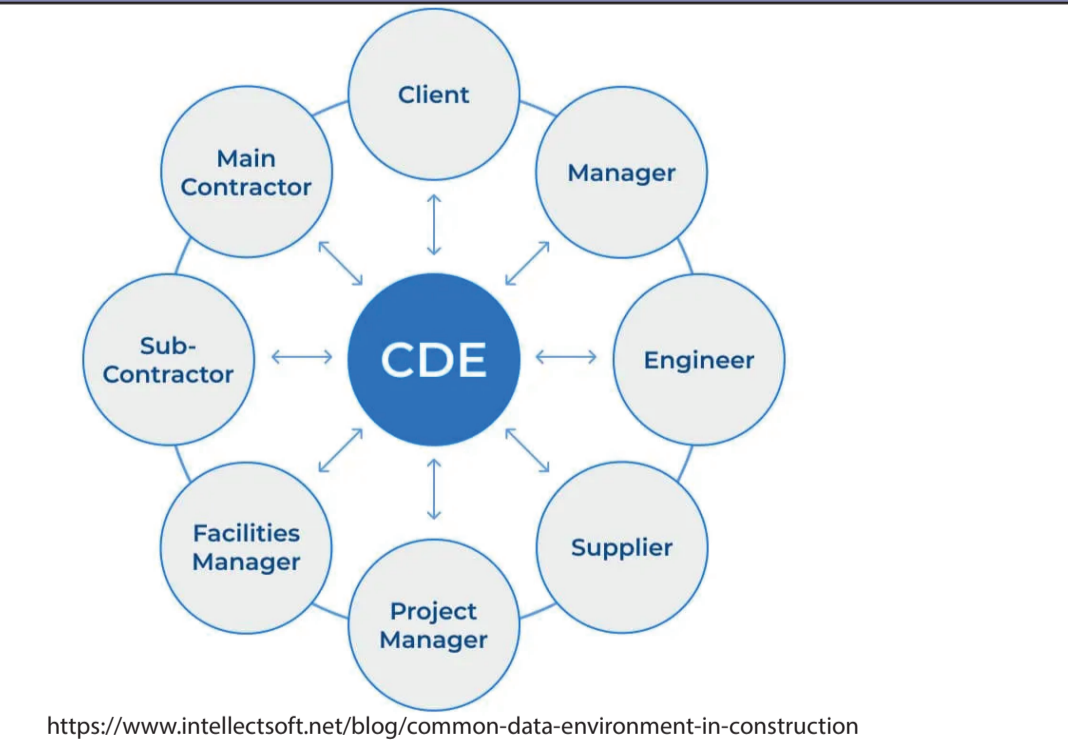 Client
Main
Contractor
Manager
Sub-
Contractor
CDE
Engineer
Facilities
Manager
Supplier
Project
Manager
https://www.intellectsoft.net/blog/common-data-environment-in-construction